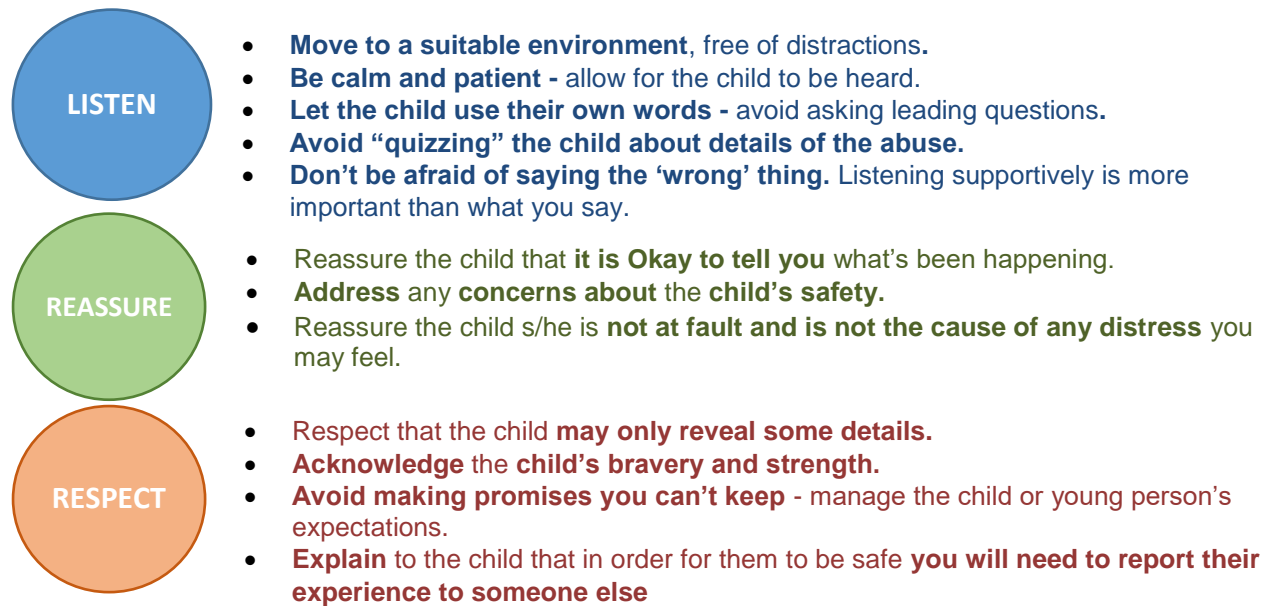 LISTEN
• Move to a suitable environment, free of distractions.
• Be calm and patient - allow for the child to be heard.
• Let the child use their own words - avoid asking leading questions.
• Avoid “quizzing” the child about details of the abuse.
• Don’t be afraid of saying the ‘wrong’ thing. Listening supportively is more
important than what you say.
REASSURE
• Reassure the child that it is Okay to tell you what’s been happening.
• Address any concerns about the child’s safety.
• Reassure the child s/he is not at fault and is not the cause of any distress you
may feel.
RESPECT
• Respect that the child may only reveal some details.
• Acknowledge the child’s bravery and strength.
• Avoid making promises you can’t keep - manage the child or young person’s
expectations.
• Explain to the child that in order for them to be safe you will need to report their
experience to someone else